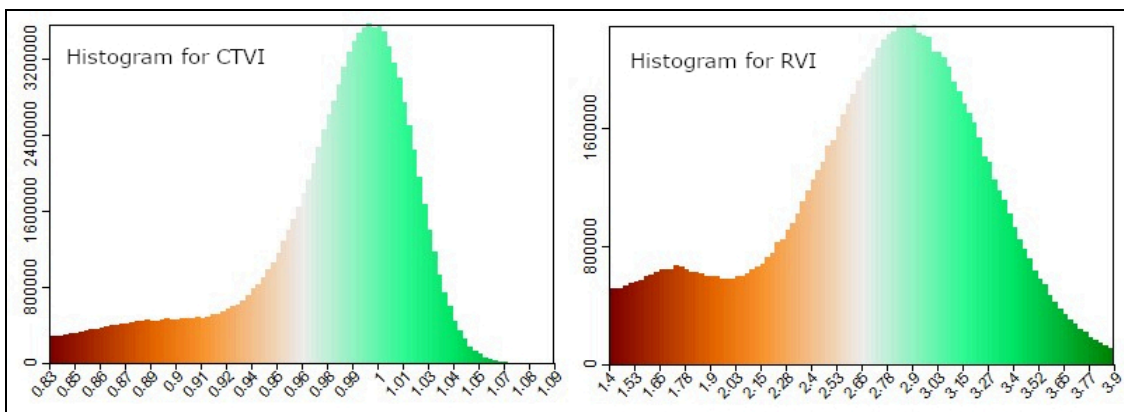 Histogram for CTVI
3200000
2400000
1600000
800000
0
0.83 0.85 0.86 0.87 0.89 0.9 0.91 0.92 0.94 0.95 0.96 0.98 0.99 1 1.01 1.03 1.04 1.05 1.07 1.08 1.09
Histogram for RVI
1600000
800000
0
1.4 1.53 1.65 1.78 1.9 2.03 2.15 2.28 2.4 2.53 2.65 2.78 2.9 3.03 3.15 3.27 3.4 3.52 3.65 3.77 3.9